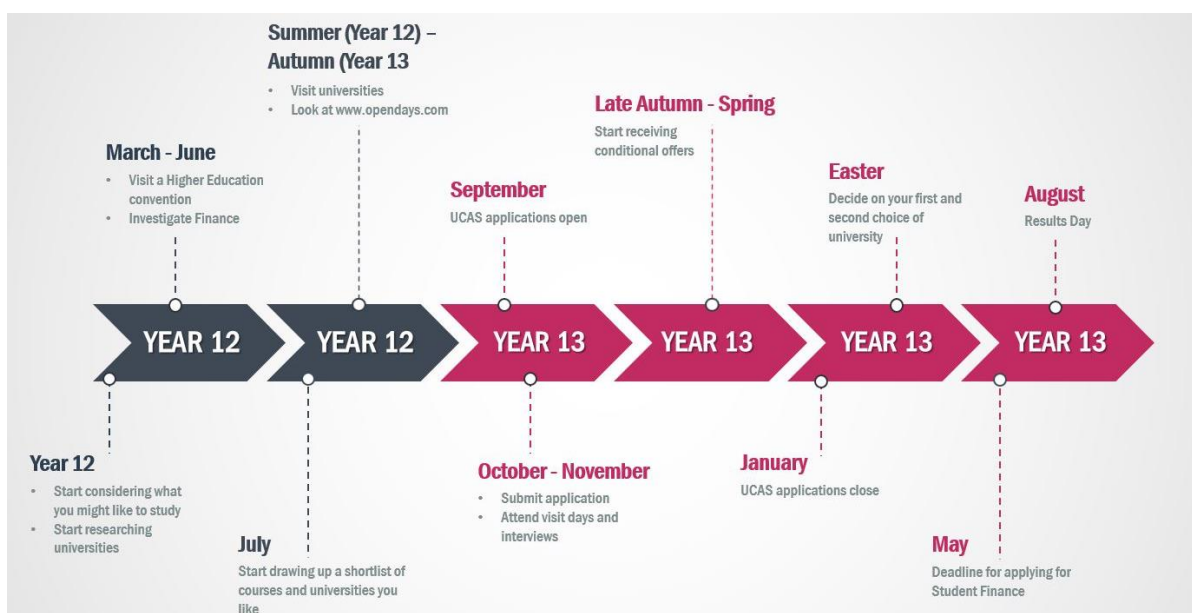 Summer (Year 12) –
Autumn (Year 13
• Visit universities
• Look at www.opendays.com
March - June
• Visit a Higher Education
convention
• Investigate Finance
September
UCAS applications open
Late Autumn - Spring
Start receiving
conditional offers
Easter
Decide on your first and
second choice of
university
August
Results Day
YEAR 12
YEAR 12
YEAR 13
YEAR 13
YEAR 13
YEAR 13
Year 12
• Start considering what
you might like to study
• Start researching
universities
July
Start drawing up a shortlist of
courses and universities you
like
October - November
• Submit application
• Attend visit days and
interviews
January
UCAS applications close
May
Deadline for applying for
Student Finance